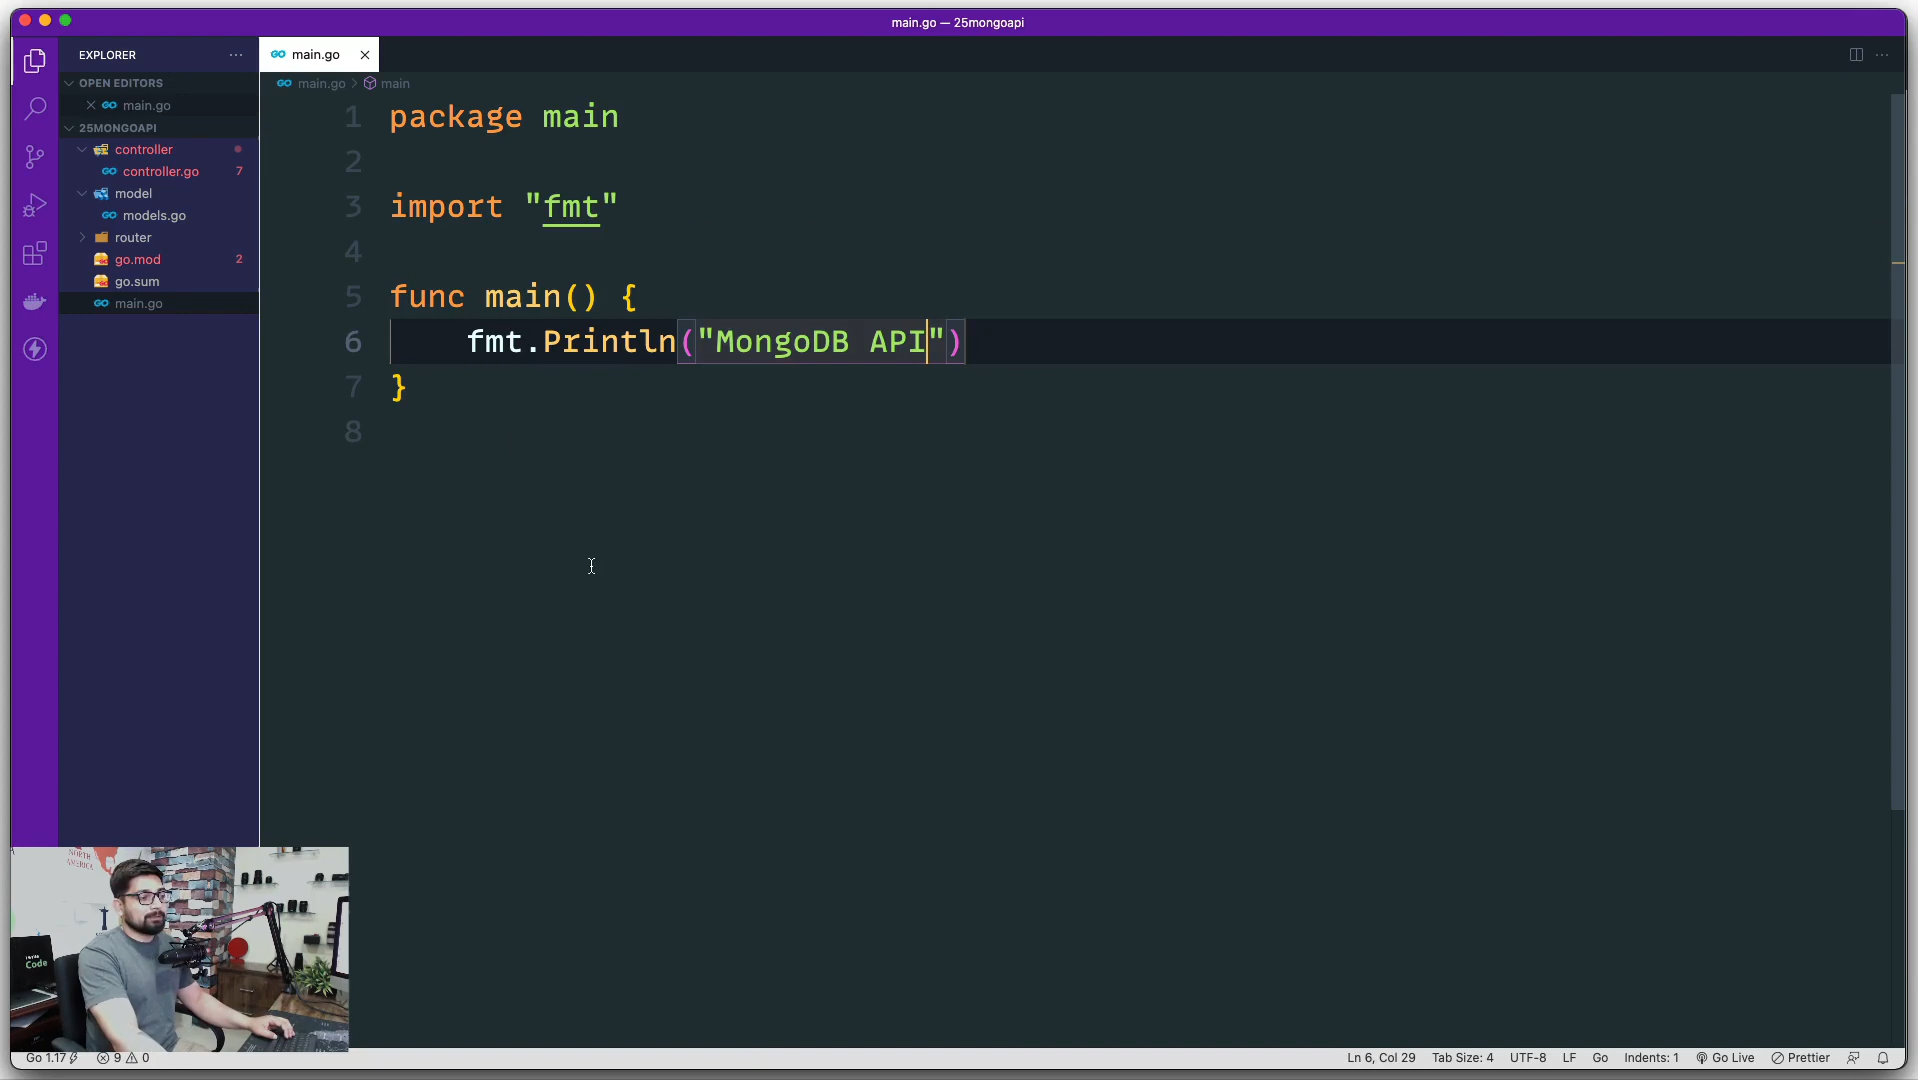 main.go — 25mongoapi
EXPLORER
main.go
OPEN EDITORS
main.go
main.go
main
25MONGOAPI
controller
controller.go 7
model
models.go
router
go.mod 2
go.sum
main.go
1 package main
2
3 import "fmt"
4
5 func main() {
6 fmt.Println("MongoDB API")
7 }
8
NORTH
AMERICA
Code
Go 1.17
9 0
Ln 6, Col 29
Tab Size: 4
UTF-8
LF
Go
Indents: 1
Go Live
Prettier